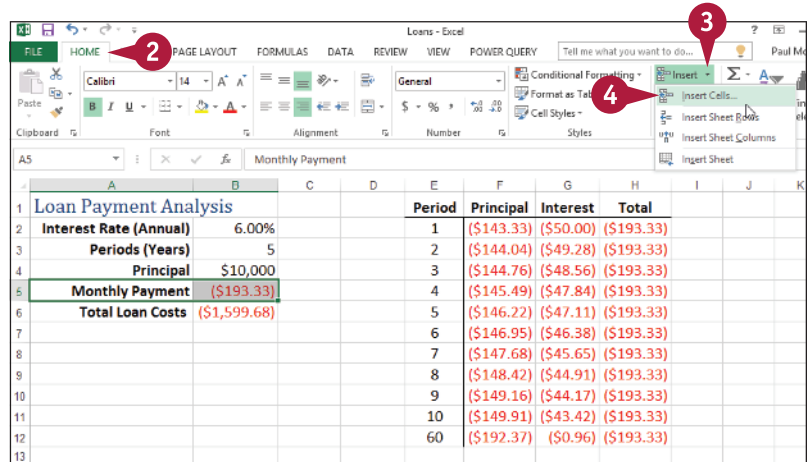 Loans - Excel
3
?
FILE HOME 2 PAGE LAYOUT FORMULAS DATA REVIEW VIEW POWER QUERY Tell me what you want to do...
Calibri 14 A A General Conditional Formatting Insert Σ
Paste B I U A $ % , 4 Insert Cells...
Cell Styles Insert Sheet Rows
Insert Sheet Columns
Insert Sheet
Clipboard Font Alignment Number Styles
A5 fx Monthly Payment
A B C D E F G H I J K
1 Loan Payment Analysis Period Principal Interest Total
2 Interest Rate (Annual) 6.00% 1 ($143.33) ($50.00) ($193.33)
3 Periods (Years) 5 2 ($144.04) ($49.28) ($193.33)
4 Principal $10,000 3 ($144.76) ($48.56) ($193.33)
5 Monthly Payment ($193.33) 4 ($145.49) ($47.84) ($193.33)
6 Total Loan Costs ($1,599.68) 5 ($146.22) ($47.11) ($193.33)
7 6 ($146.95) ($46.38) ($193.33)
8 7 ($147.68) ($45.65) ($193.33)
9 8 ($148.42) ($44.91) ($193.33)
10 9 ($149.16) ($44.17) ($193.33)
11 10 ($149.91) ($43.42) ($193.33)
12 60 ($192.37) ($0.96) ($193.33)
13